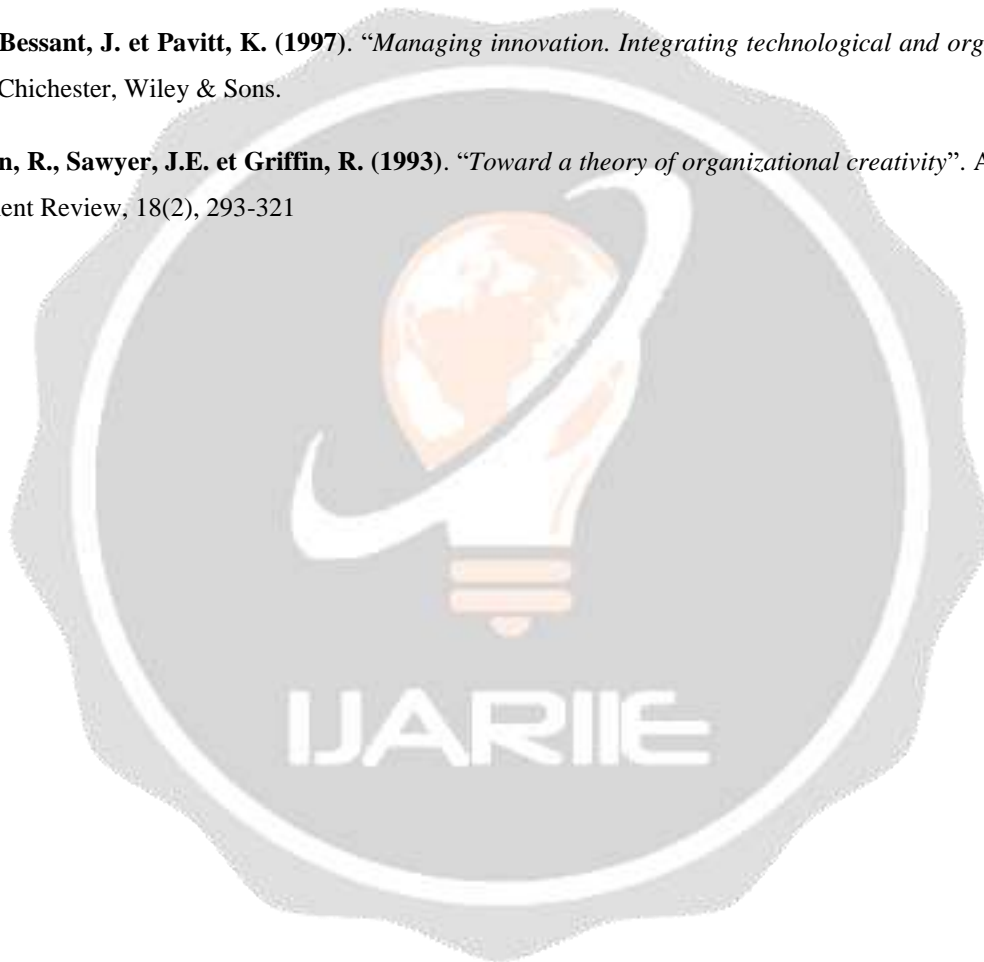 Bessant, J. et Pavitt, K. (1997). “Managing innovation. Integrating technological and org
Chichester, Wiley & Sons.
n, R., Sawyer, J.E. et Griffin, R. (1993). “Toward a theory of organizational creativity”. A
ent Review, 18(2), 293-321
IJARIIE